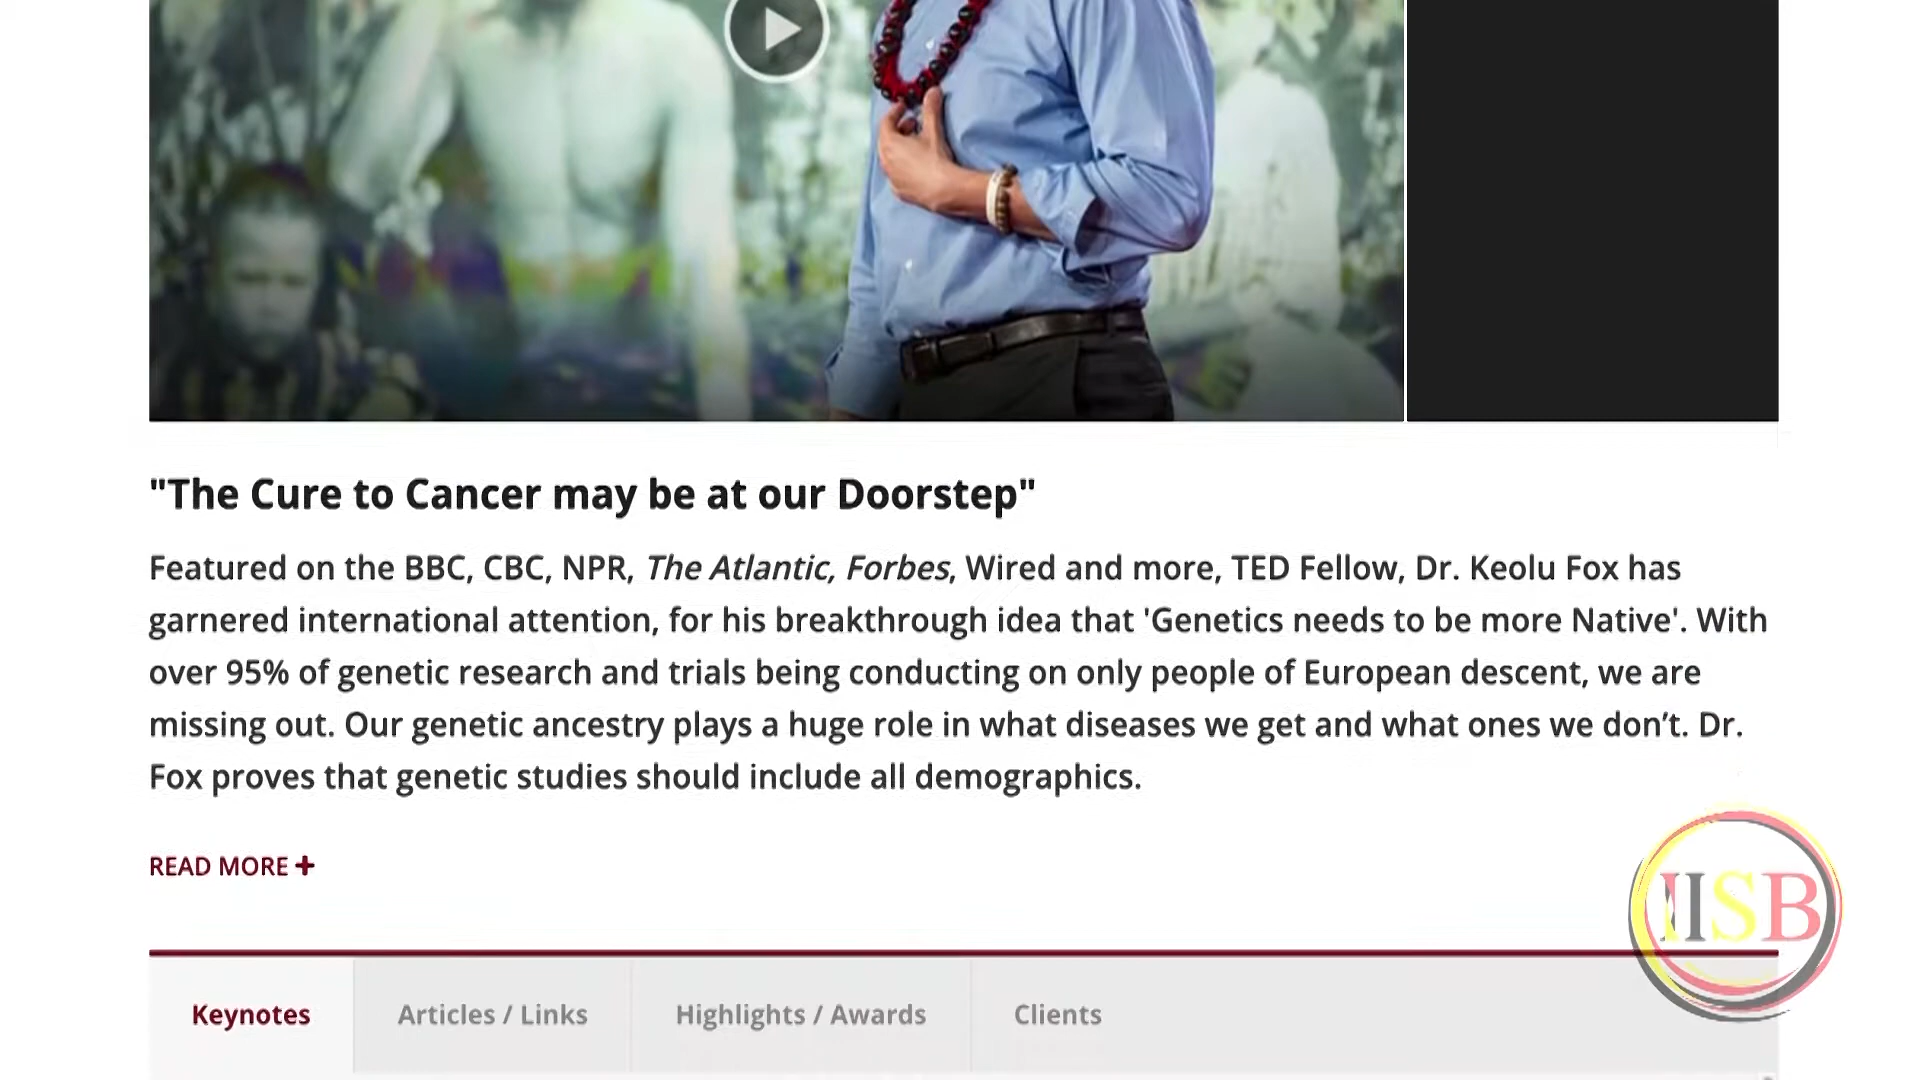 "The Cure to Cancer may be at our Doorstep"
Featured on the BBC, CBC, NPR, The Atlantic, Forbes, Wired and more, TED Fellow, Dr. Keolu Fox has
garnered international attention, for his breakthrough idea that 'Genetics needs to be more Native'. With
over 95% of genetic research and trials being conducting on only people of European descent, we are
missing out. Our genetic ancestry plays a huge role in what diseases we get and what ones we don’t. Dr.
Fox proves that genetic studies should include all demographics.
READ MORE +
IISB
Keynotes
Articles / Links
Highlights / Awards
Clients